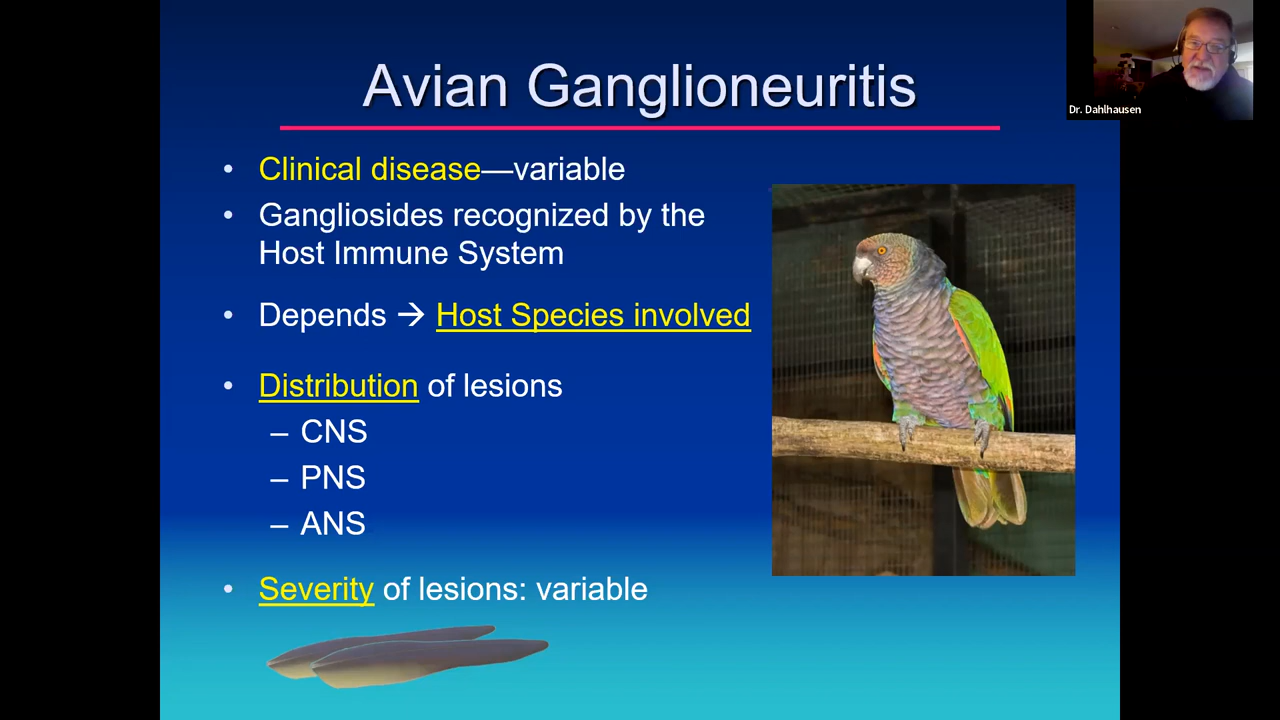 Avian Ganglioneuritis
Dr. Dahlhausen
• Clinical disease—variable
• Gangliosides recognized by the
Host Immune System
• Depends → Host Species involved
• Distribution of lesions
– CNS
– PNS
– ANS
• Severity of lesions: variable